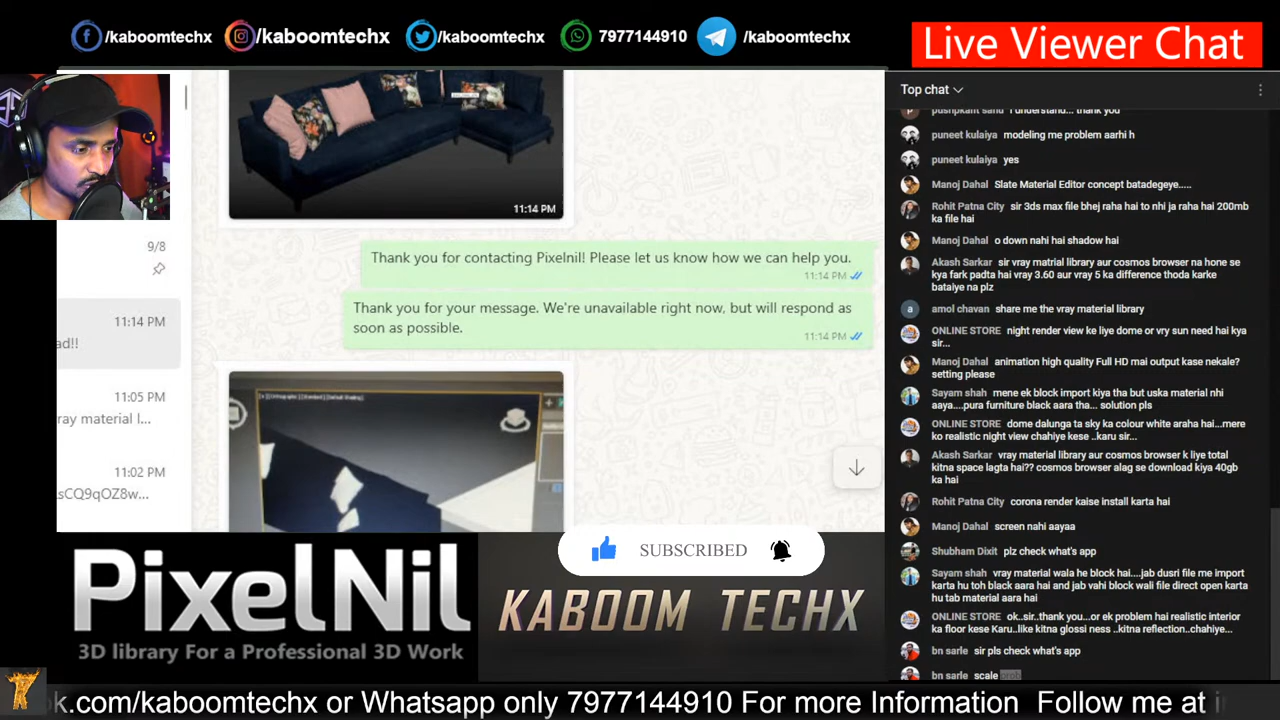 /kaboomtechx
/kaboomtechx
/kaboomtechx
7977144910
/kaboomtechx
Live Viewer Chat
Top chat
I understand... thank you
puneet kulaiya modeling me problem aarhi h
puneet kulaiya yes
Manoj Dahal Slate Material Editor concept batadegeye.....
Rohit Patna City sir 3ds max file bhej raha hai to nhi ja raha hai 200mb
ka file hai
Manoj Dahal o down nahi hai shadow hai
Akash Sarkar sir vray matrial library aur cosmos browser na hone se
kya fark padta hai vray 3.60 aur vray 5 ka difference thoda karke
bataiye na plz
amol chavan share me the vray material library
ONLINE STORE night render view ke liye dome or vry sun need hai kya
sir...
Manoj Dahal animation high quality Full HD mai output kase nekale?
setting please
Sayam shah mene ek block import kiya tha but uska material nhi
aaya....pura furniture black aara tha... solution pls
ONLINE STORE dome dalunga ta sky ka colour white araha hai...mere
ko realistic night view chahiye kese ..karu sir...
Akash Sarkar vray material library aur cosmos browser k liye total
kitna space lagta hai?? cosmos browser alag se download kiya 40gb
ka hai
Rohit Patna City corona render kaise install karta hai
Manoj Dahal screen nahi aayaa
Shubham Dixit plz check what's app
Sayam shah vray material wala he block hai....jab dusri file me import
karta hu toh black aara hai and jab vahi block wali file direct open karta
hu tab material aara hai
ONLINE STORE ok..sir..thank you...or ek problem hai realistic interior
ka floor kese Karu..like kitna glossi ness ..kitna reflection..chahiye...
bn sarle sir pls check what's app
bn sarle scale prob
11:14 PM
9/8
Thank you for contacting Pixelnil! Please let us know how we can help you.
11:14 PM
Thank you for your message. We're unavailable right now, but will respond as
soon as possible.
11:14 PM
11:14 PM
ad!!
11:05 PM
ray material l...
11:02 PM
sCQ9qOZ8w...
SUBSCRIBED
PixelNil
3D library For a Professional 3D Work
KABOOM TECHX
k.com/kaboomtechx or Whatsapp only 7977144910 For more Information Follow me at i